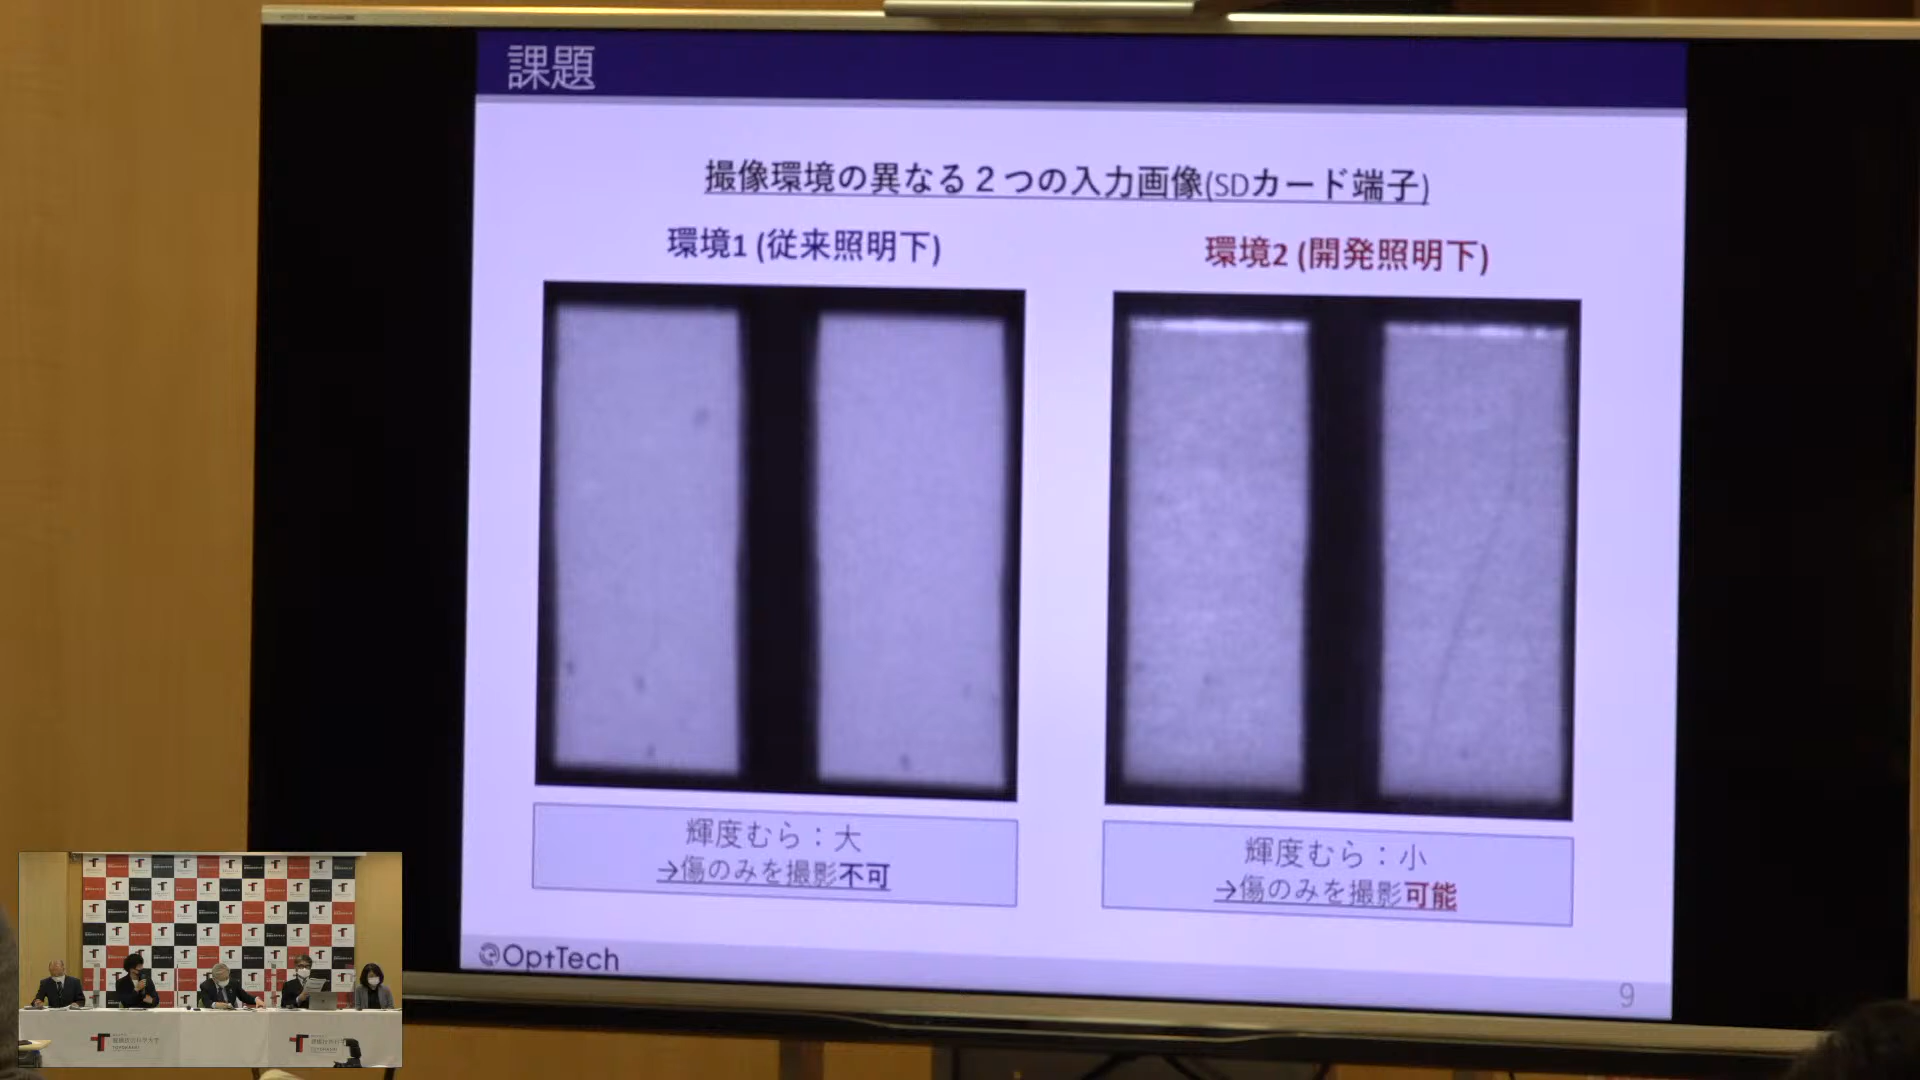 課題
撮像環境の異なる２つの入力画像(SDカード端子)
環境1 (従来照明下)
環境2 (開発照明下)
輝度むら：大
→傷のみを撮影不可
輝度むら：小
→傷のみを撮影可能
OptTech
9